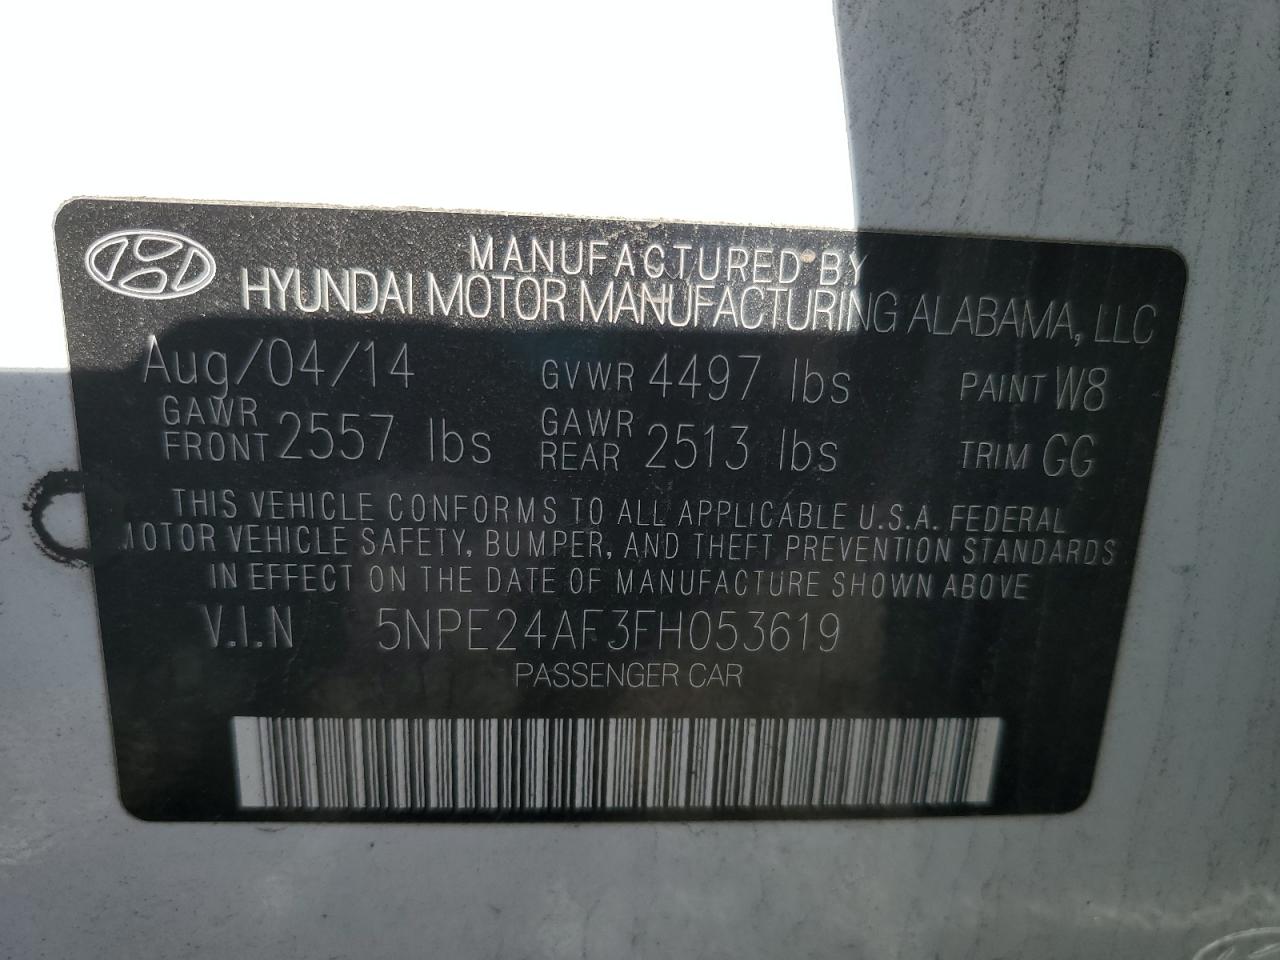 MANUFACTURED BY
HYUNDAI MOTOR MANUFACTURING ALABAMA, LLC
Aug/04/14 GVWR 4497 lbs PAINT W8
GAWR FRONT 2557 lbs GAWR REAR 2513 lbs TRIM GG
THIS VEHICLE CONFORMS TO ALL APPLICABLE U.S.A. FEDERAL
MOTOR VEHICLE SAFETY, BUMPER, AND THEFT PREVENTION STANDARDS
IN EFFECT ON THE DATE OF MANUFACTURE SHOWN ABOVE
V.I.N 5NPE24AF3FH053619
PASSENGER CAR